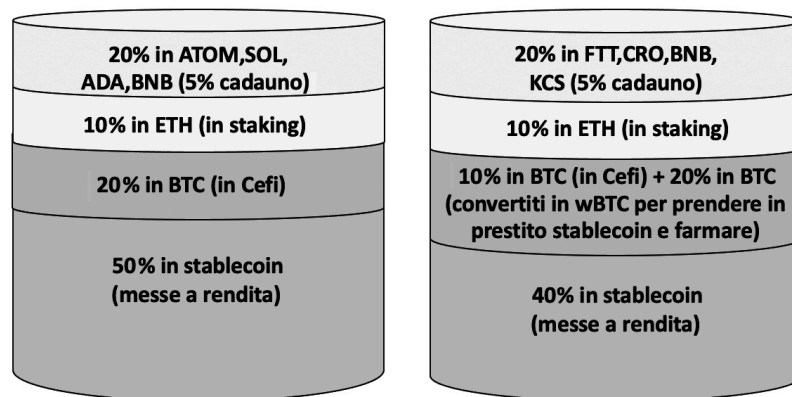 20% in ATOM,SOL,
ADA,BNB (5% cadauno)
10% in ETH (in staking)
20% in BTC (in Cefi)
50% in stablecoin
(messe a rendita)
20% in FTT,CRO,BNB,
KCS (5% cadauno)
10% in ETH (in staking)
10% in BTC (in Cefi) + 20% in BTC
(convertiti in wBTC per prendere in
prestito stablecoin e farmare)
40% in stablecoin
(messe a rendita)